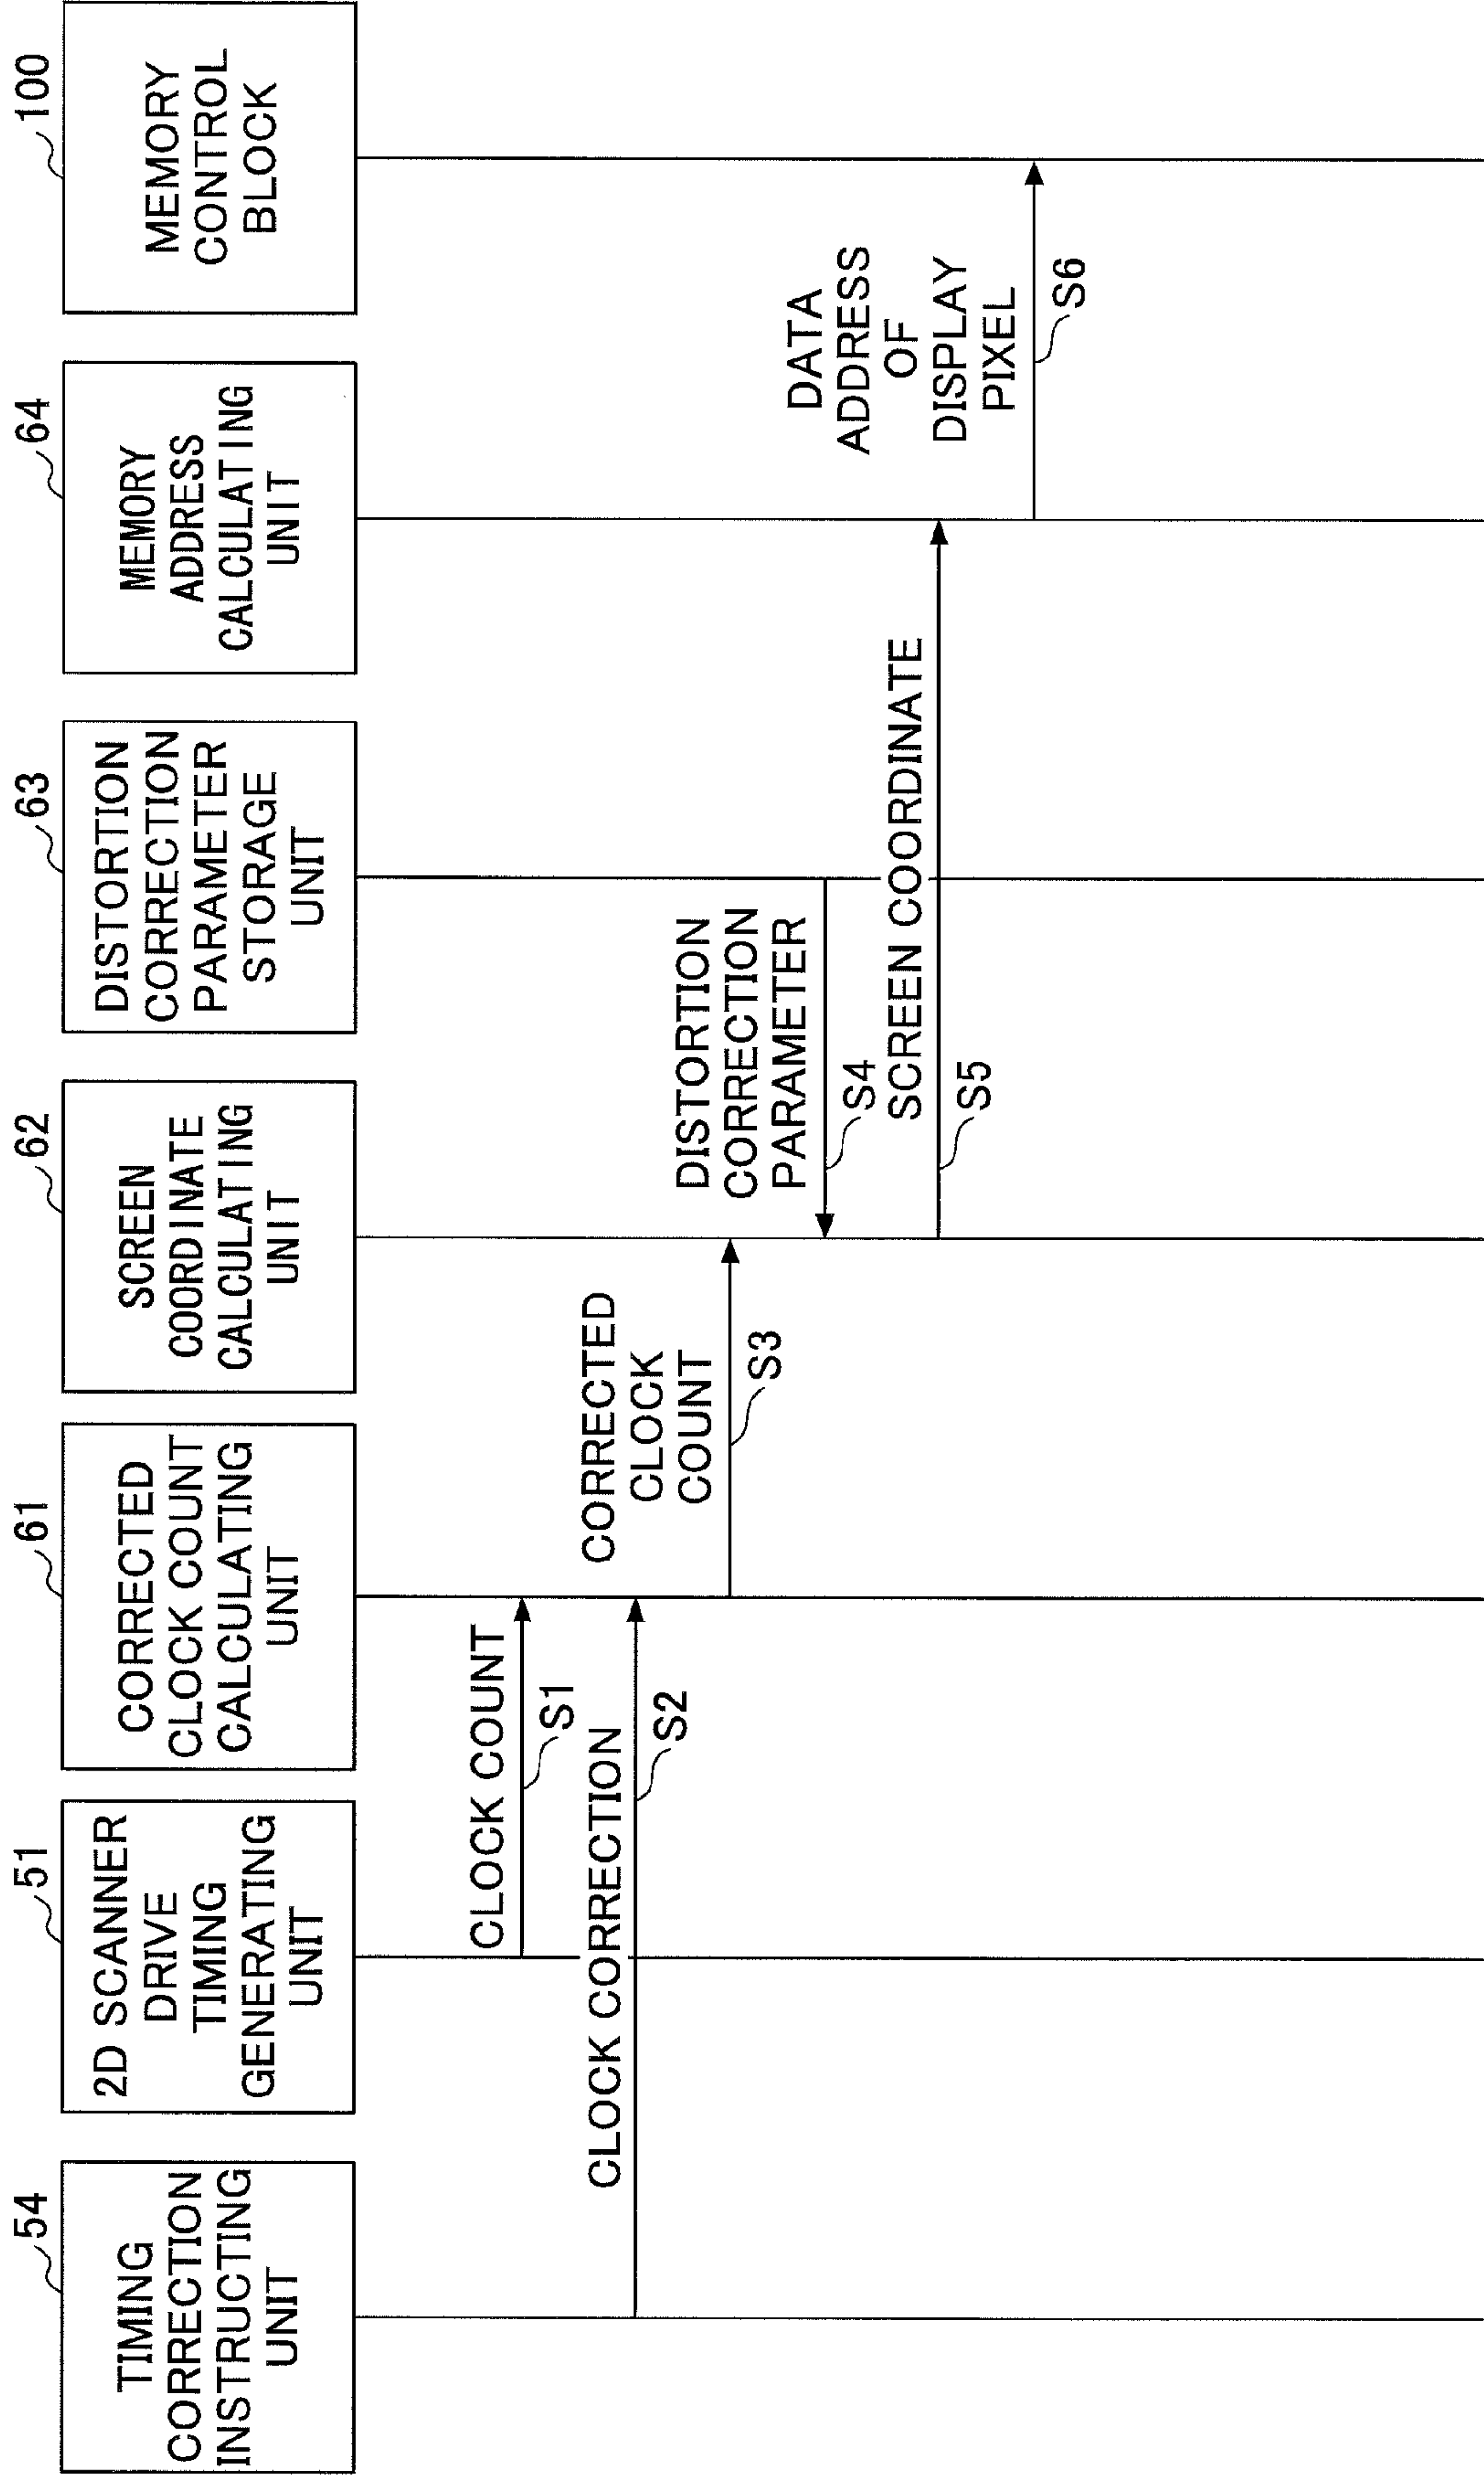 54
TIMING
CORRECTION
INSTRUCTING
UNIT
51
2D SCANNER
DRIVE
TIMING
GENERATING
UNIT
61
CORRECTED
CLOCK COUNT
CALCULATING
UNIT
62
SCREEN
COORDINATE
CALCULATING
UNIT
63
DISTORTION
CORRECTION
PARAMETER
STORAGE
UNIT
64
MEMORY
ADDRESS
CALCULATING
UNIT
100
MEMORY
CONTROL
BLOCK
CLOCK COUNT
S1
CLOCK CORRECTION
S2
CORRECTED
CLOCK
COUNT
S3
DISTORTION
CORRECTION
PARAMETER
S4
SCREEN COORDINATE
S5
DATA
ADDRESS
OF
DISPLAY
PIXEL
S6